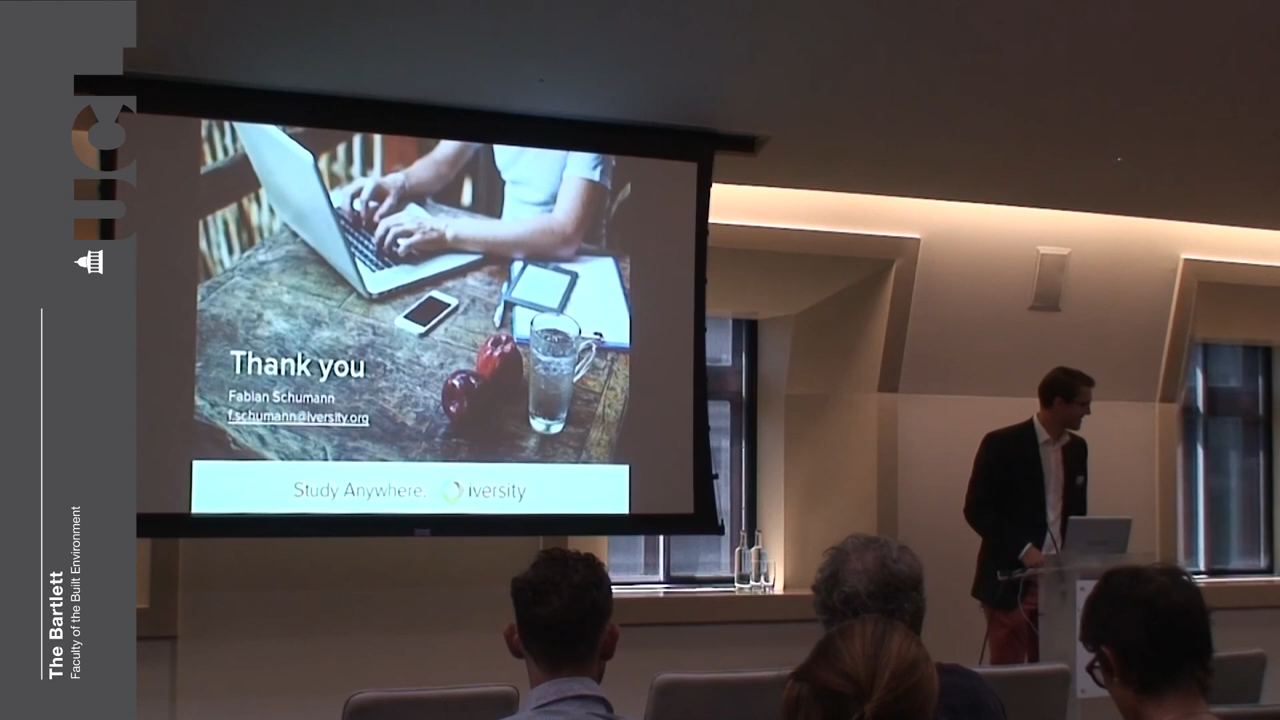 UCL
The Bartlett
Faculty of the Built Environment
Thank you
Fabian Schumann
f.schumann@iversity.org
Study Anywhere. iversity